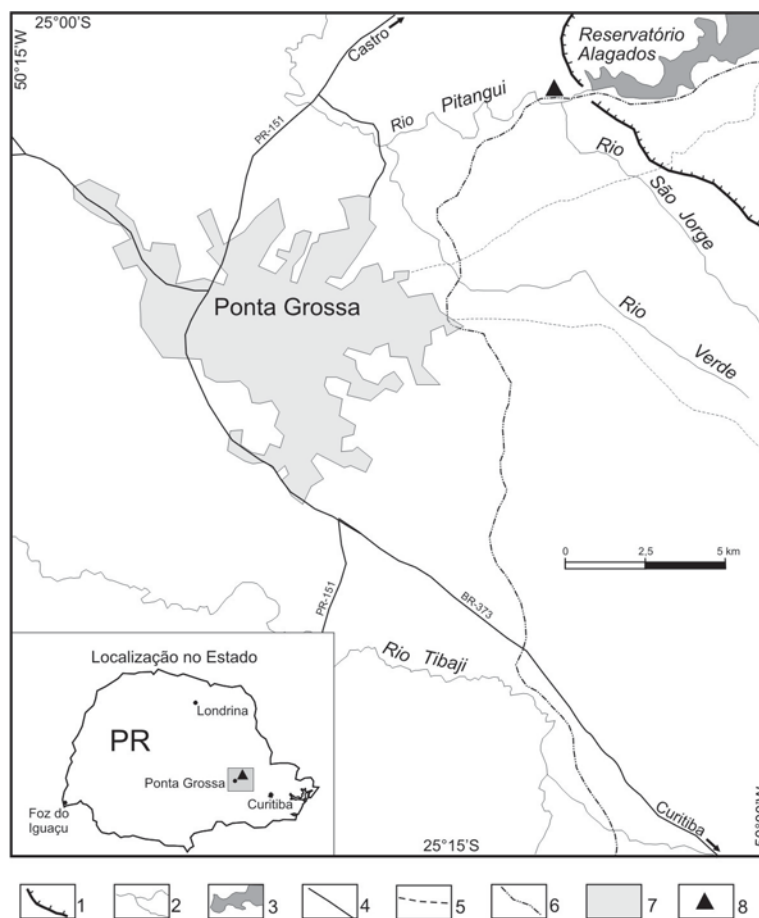 25°00'S
50°15'W
Castro
Reservatório
Alagados
Rio Pitangui
PR-151
Rio São Jorge
Ponta Grossa
Rio Verde
0 2,5 5 km
PR-151
BR-373
Rio Tibaji
Localização no Estado
Londrina
PR
Ponta Grossa
Curitiba
Foz do
Iguaçu
Curitiba
25°15'S
50°00'W
1 2 3 4 5 6 7 8